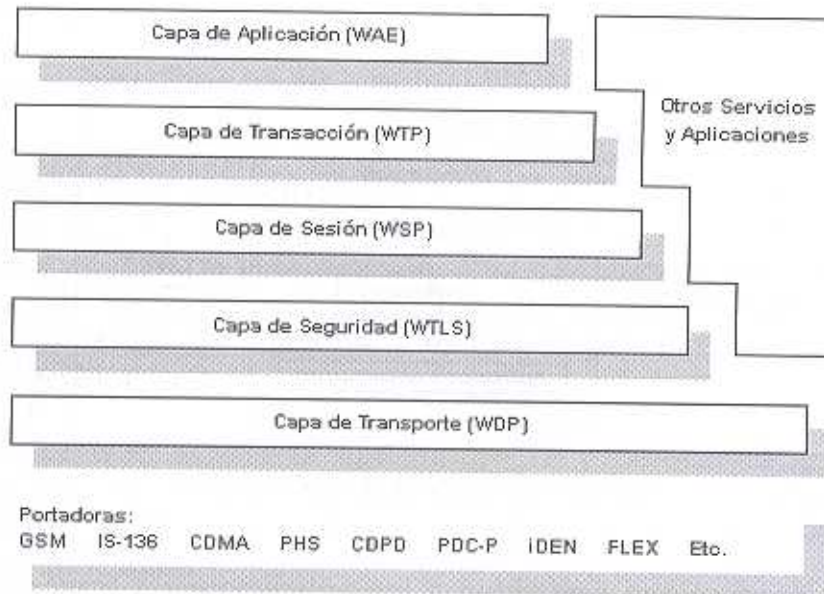 Capa de Aplicación (WAE)
Otros Servicios
y Aplicaciones
Capa de Transacción (WTP)
Capa de Sesión (WSP)
Capa de Seguridad (WTLS)
Capa de Transporte (WDP)
Portadoras:
GSM IS-136 CDMA PHS CDPD PDC-P iDEN FLEX Etc.